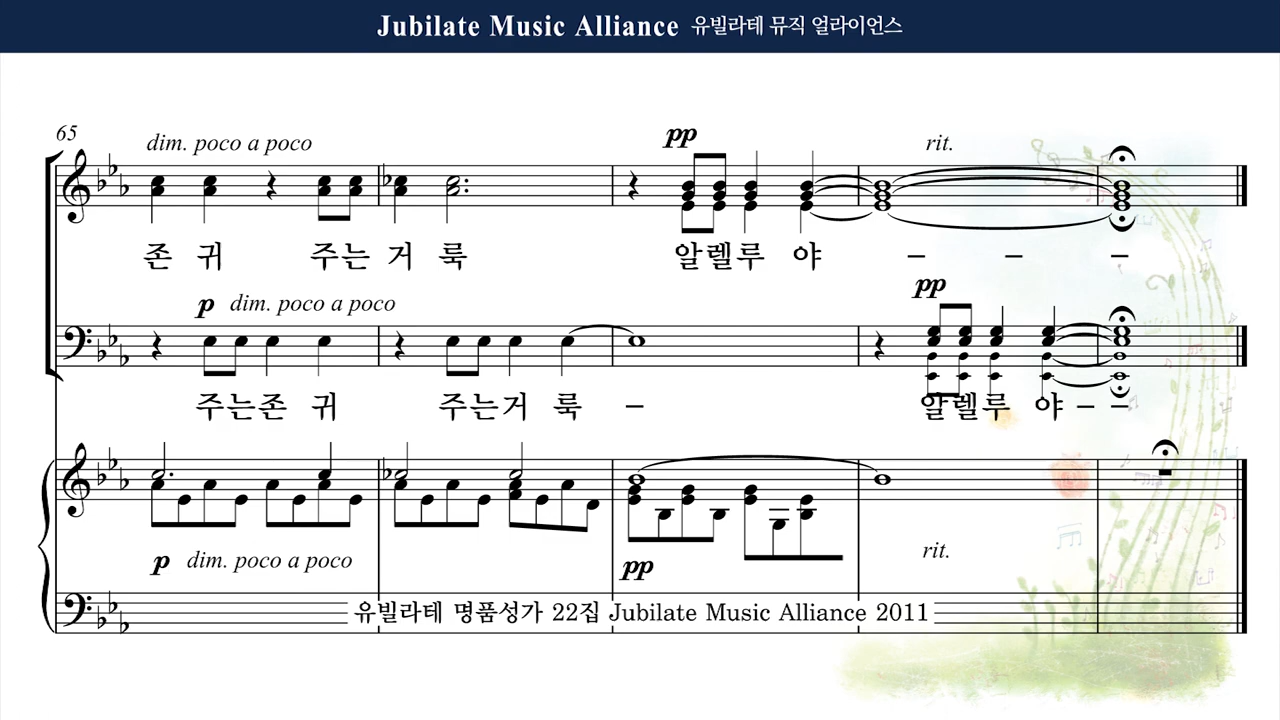 Jubilate Music Alliance 유빌라테 뮤직 얼라이언스
65
dim. poco a poco
pp
rit.
존 귀 주는 거 룩 알렐루 야 – – –
p dim. poco a poco
pp
주는존 귀 주는거 룩 – 알렐루 야 – –
p dim. poco a poco
pp
rit.
유빌라테 명품성가 22집 Jubilate Music Alliance 2011